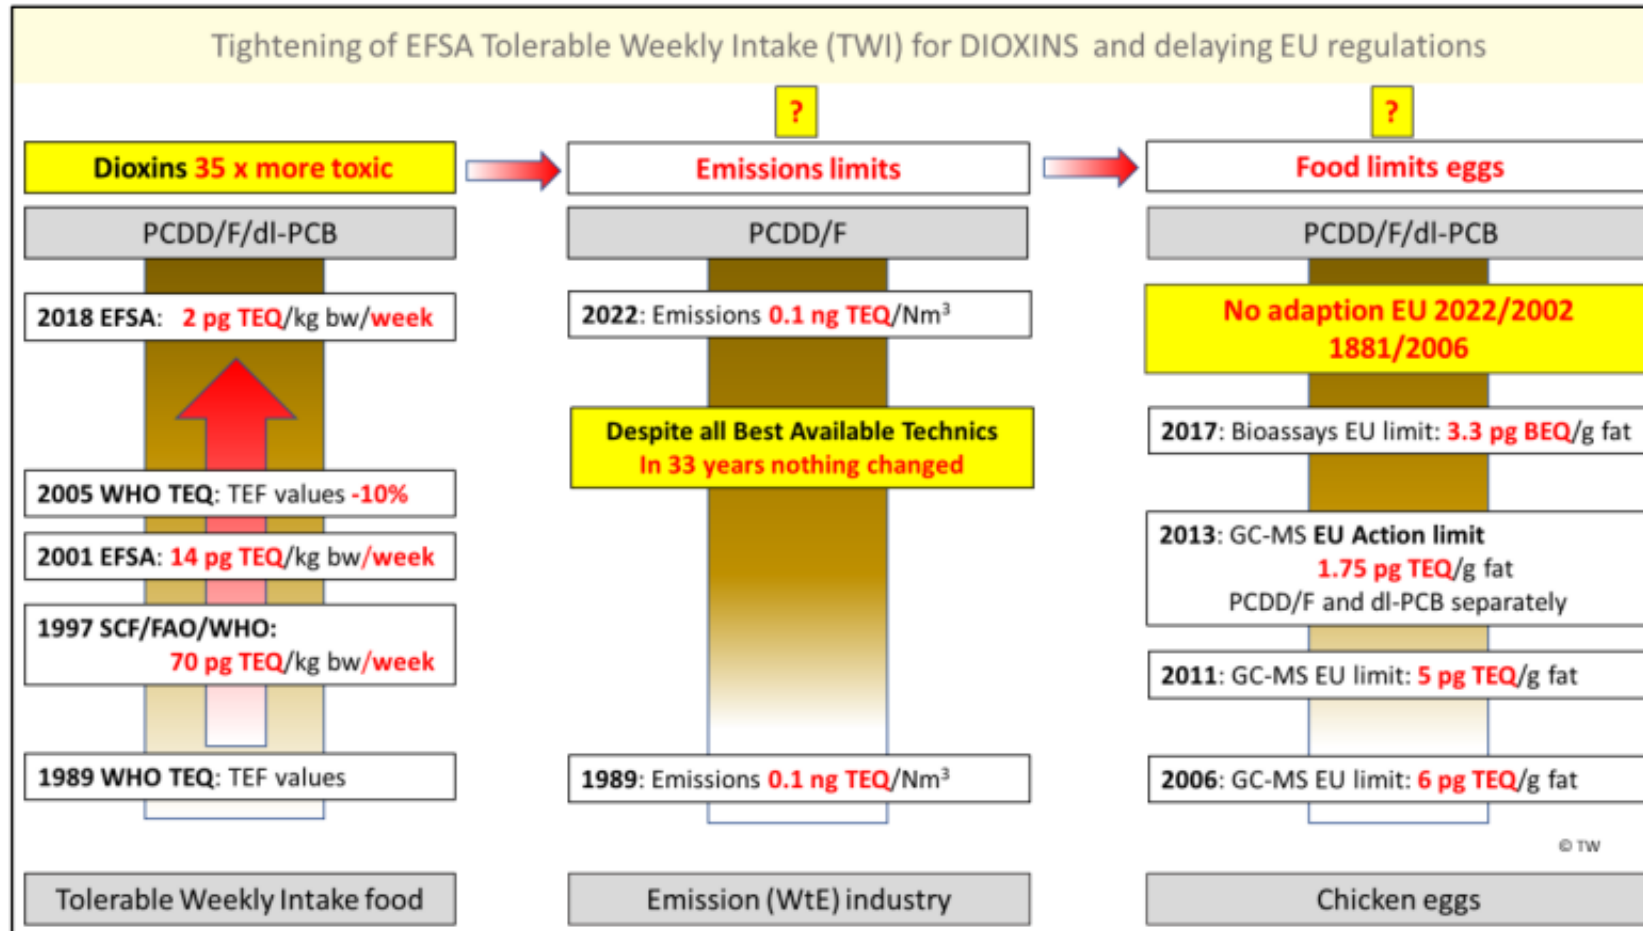 Tightening of EFSA Tolerable Weekly Intake (TWI) for DIOXINS and delaying EU regulations
Dioxins 35 x more toxic
PCDD/F/dl-PCB
2018 EFSA: 2 pg TEQ/kg bw/week
2005 WHO TEQ: TEF values -10%
2001 EFSA: 14 pg TEQ/kg bw/week
1997 SCF/FAO/WHO:
70 pg TEQ/kg bw/week
1989 WHO TEQ: TEF values
Tolerable Weekly Intake food
?
Emissions limits
PCDD/F
2022: Emissions 0.1 ng TEQ/Nm³
Despite all Best Available Technics
In 33 years nothing changed
1989: Emissions 0.1 ng TEQ/Nm³
Emission (WtE) industry
?
Food limits eggs
PCDD/F/dl-PCB
No adaption EU 2022/2002
1881/2006
2017: Bioassays EU limit: 3.3 pg BEQ/g fat
2013: GC-MS EU Action limit
1.75 pg TEQ/g fat
PCDD/F and dl-PCB separately
2011: GC-MS EU limit: 5 pg TEQ/g fat
2006: GC-MS EU limit: 6 pg TEQ/g fat
© TW
Chicken eggs